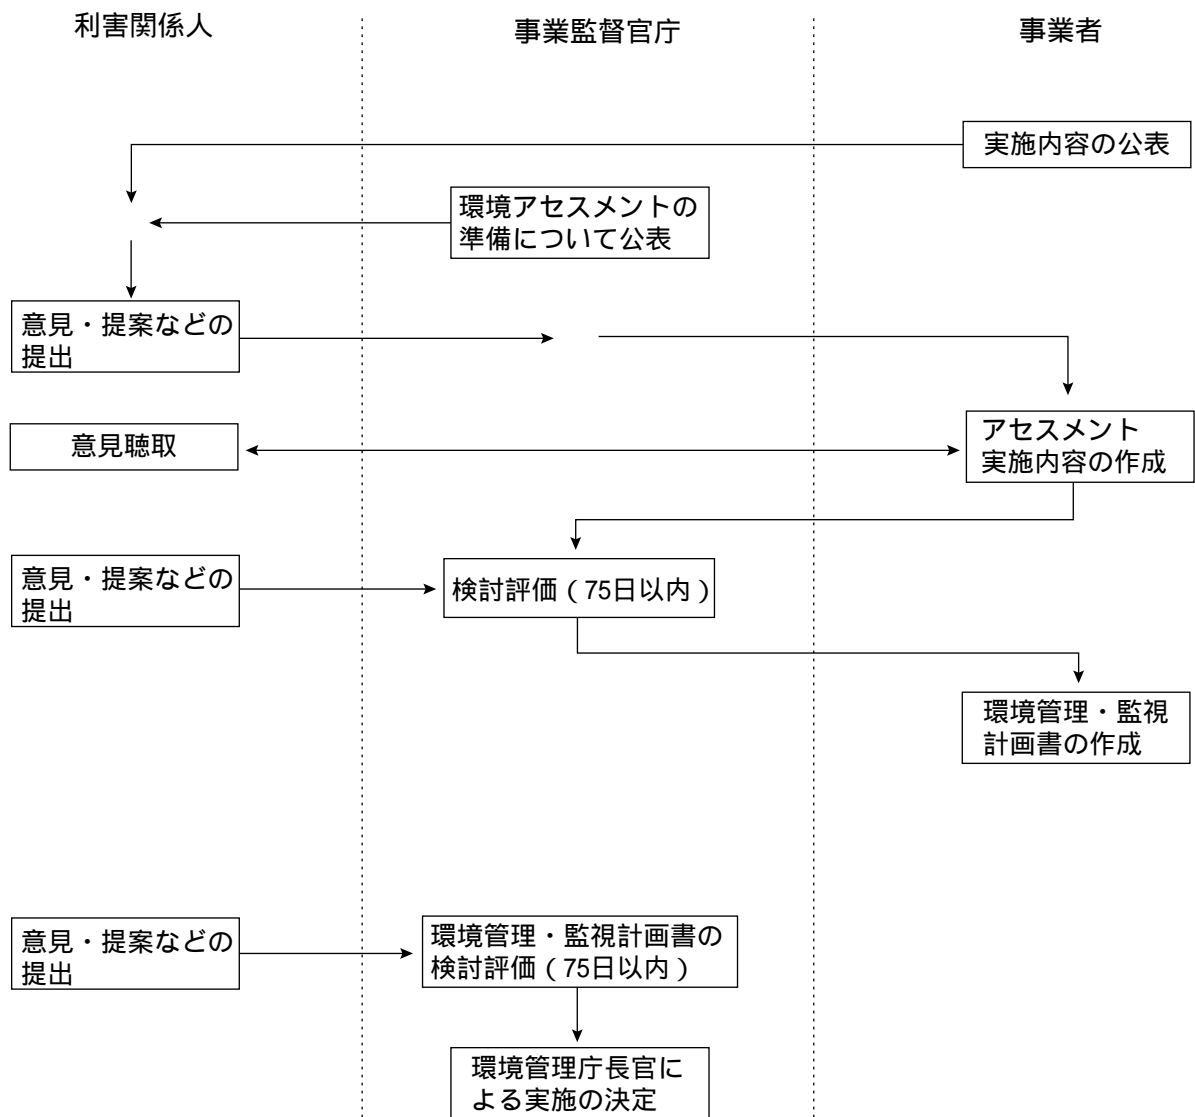 利害関係人
事業監督官庁
事業者
実施内容の公表
環境アセスメントの
準備について公表
意見・提案などの
提出
意見聴取
アセスメント
実施内容の作成
意見・提案などの
提出
検討評価（75日以内）
環境管理・監視
計画書の作成
意見・提案などの
提出
環境管理・監視計画書の
検討評価（75日以内）
環境管理庁長官に
よる実施の決定